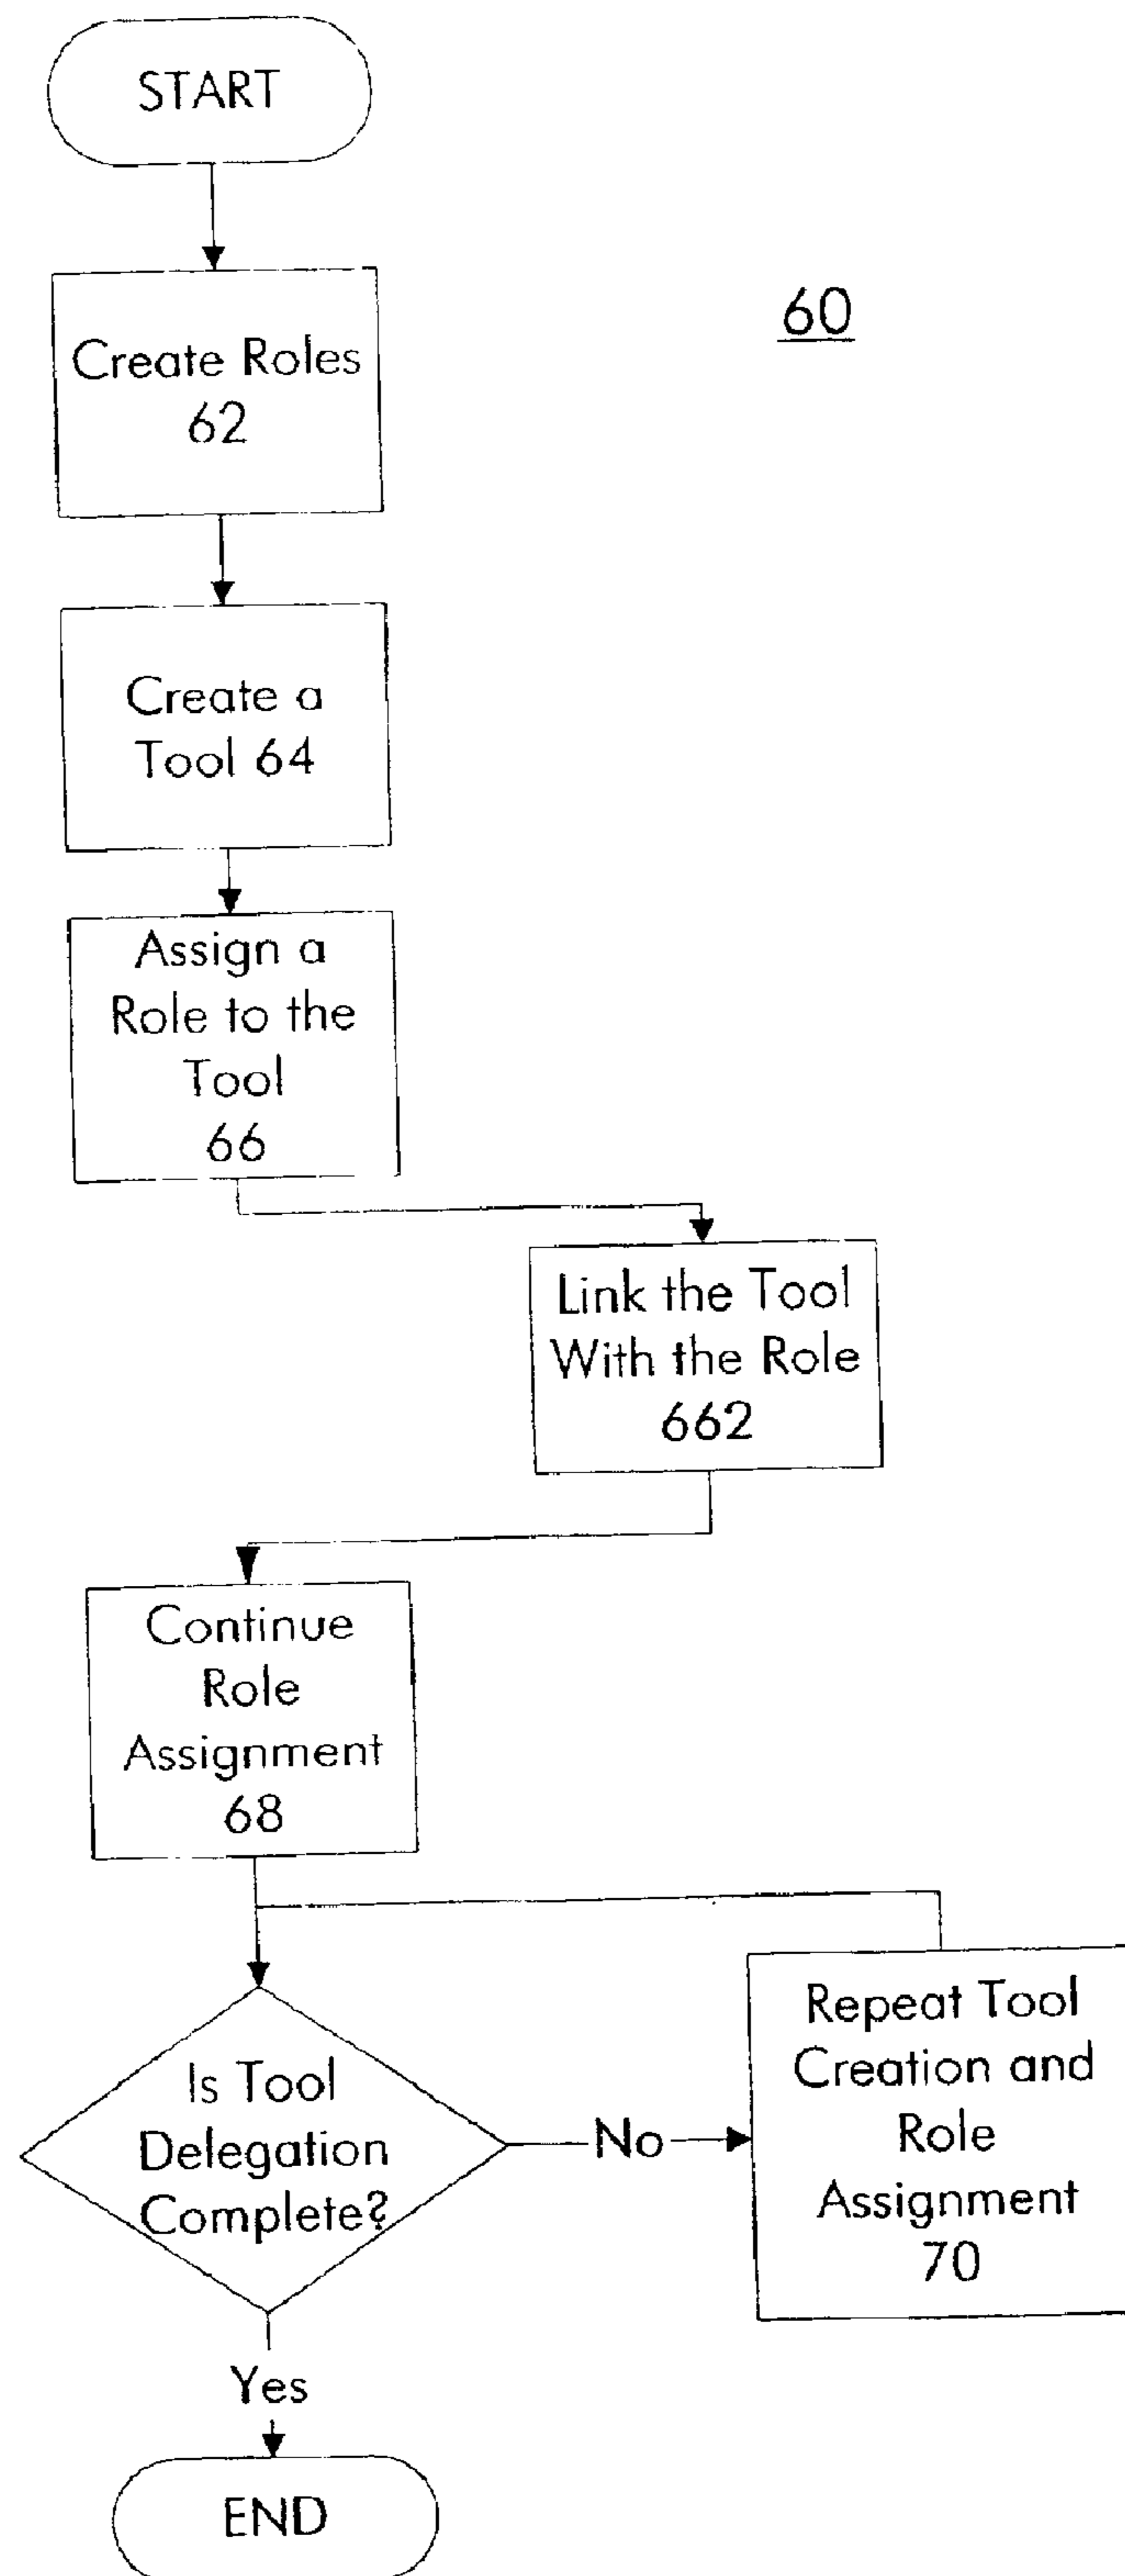 START
60
Create Roles
62
Create a
Tool 64
Assign a
Role to the
Tool
66
Link the Tool
With the Role
662
Continue
Role
Assignment
68
Is Tool
Delegation
Complete?
No
Repeat Tool
Creation and
Role
Assignment
70
Yes
END